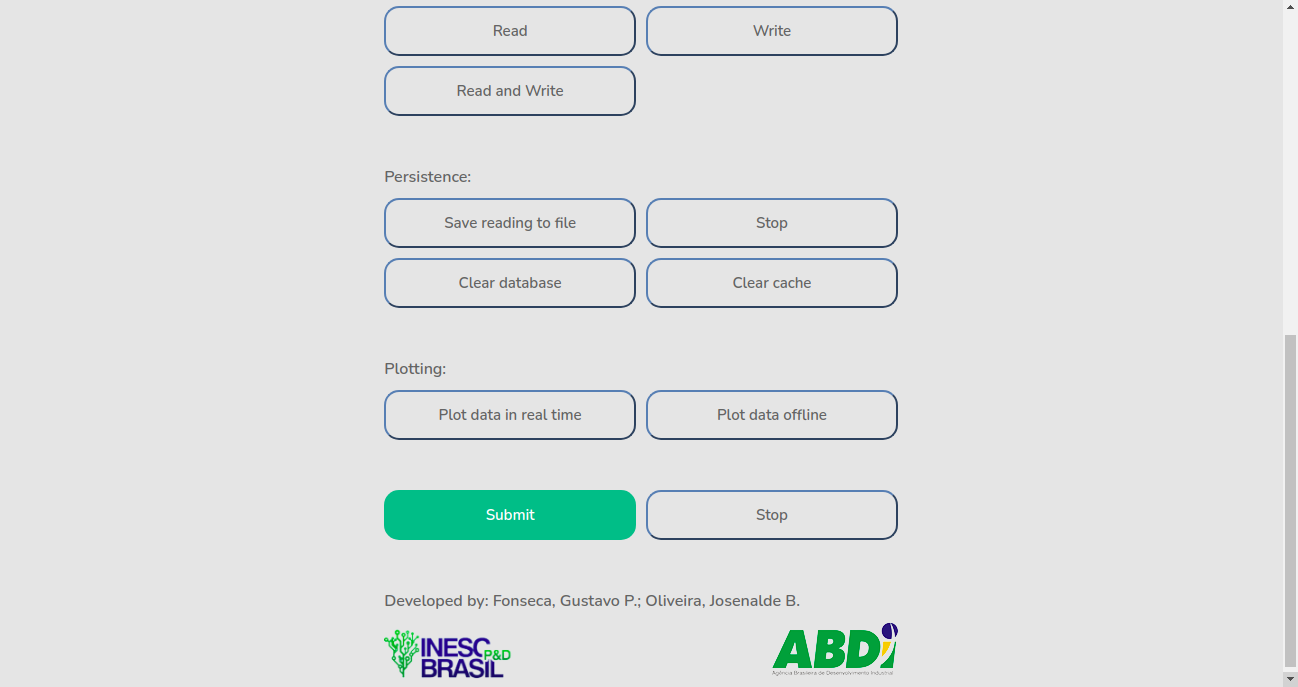 Read
Write
Read and Write
Persistence:
Save reading to file
Stop
Clear database
Clear cache
Plotting:
Plot data in real time
Plot data offline
Submit
Stop
Developed by: Fonseca, Gustavo P.; Oliveira, Josenalde B.
INESC P&D
BRASIL
ABDi
Agência Brasileira de Desenvolvimento Industrial